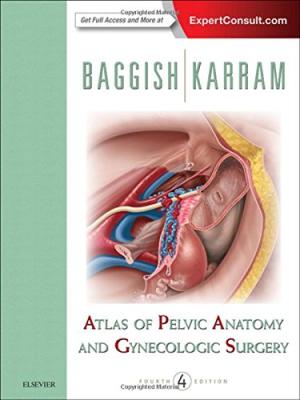 Get Full Access and More at
ExpertConsult.com
BAGGISH KARRAM
ATLAS OF PELVIC ANATOMY
AND GYNECOLOGIC SURGERY
ELSEVIER
FOURTH 4 EDITION